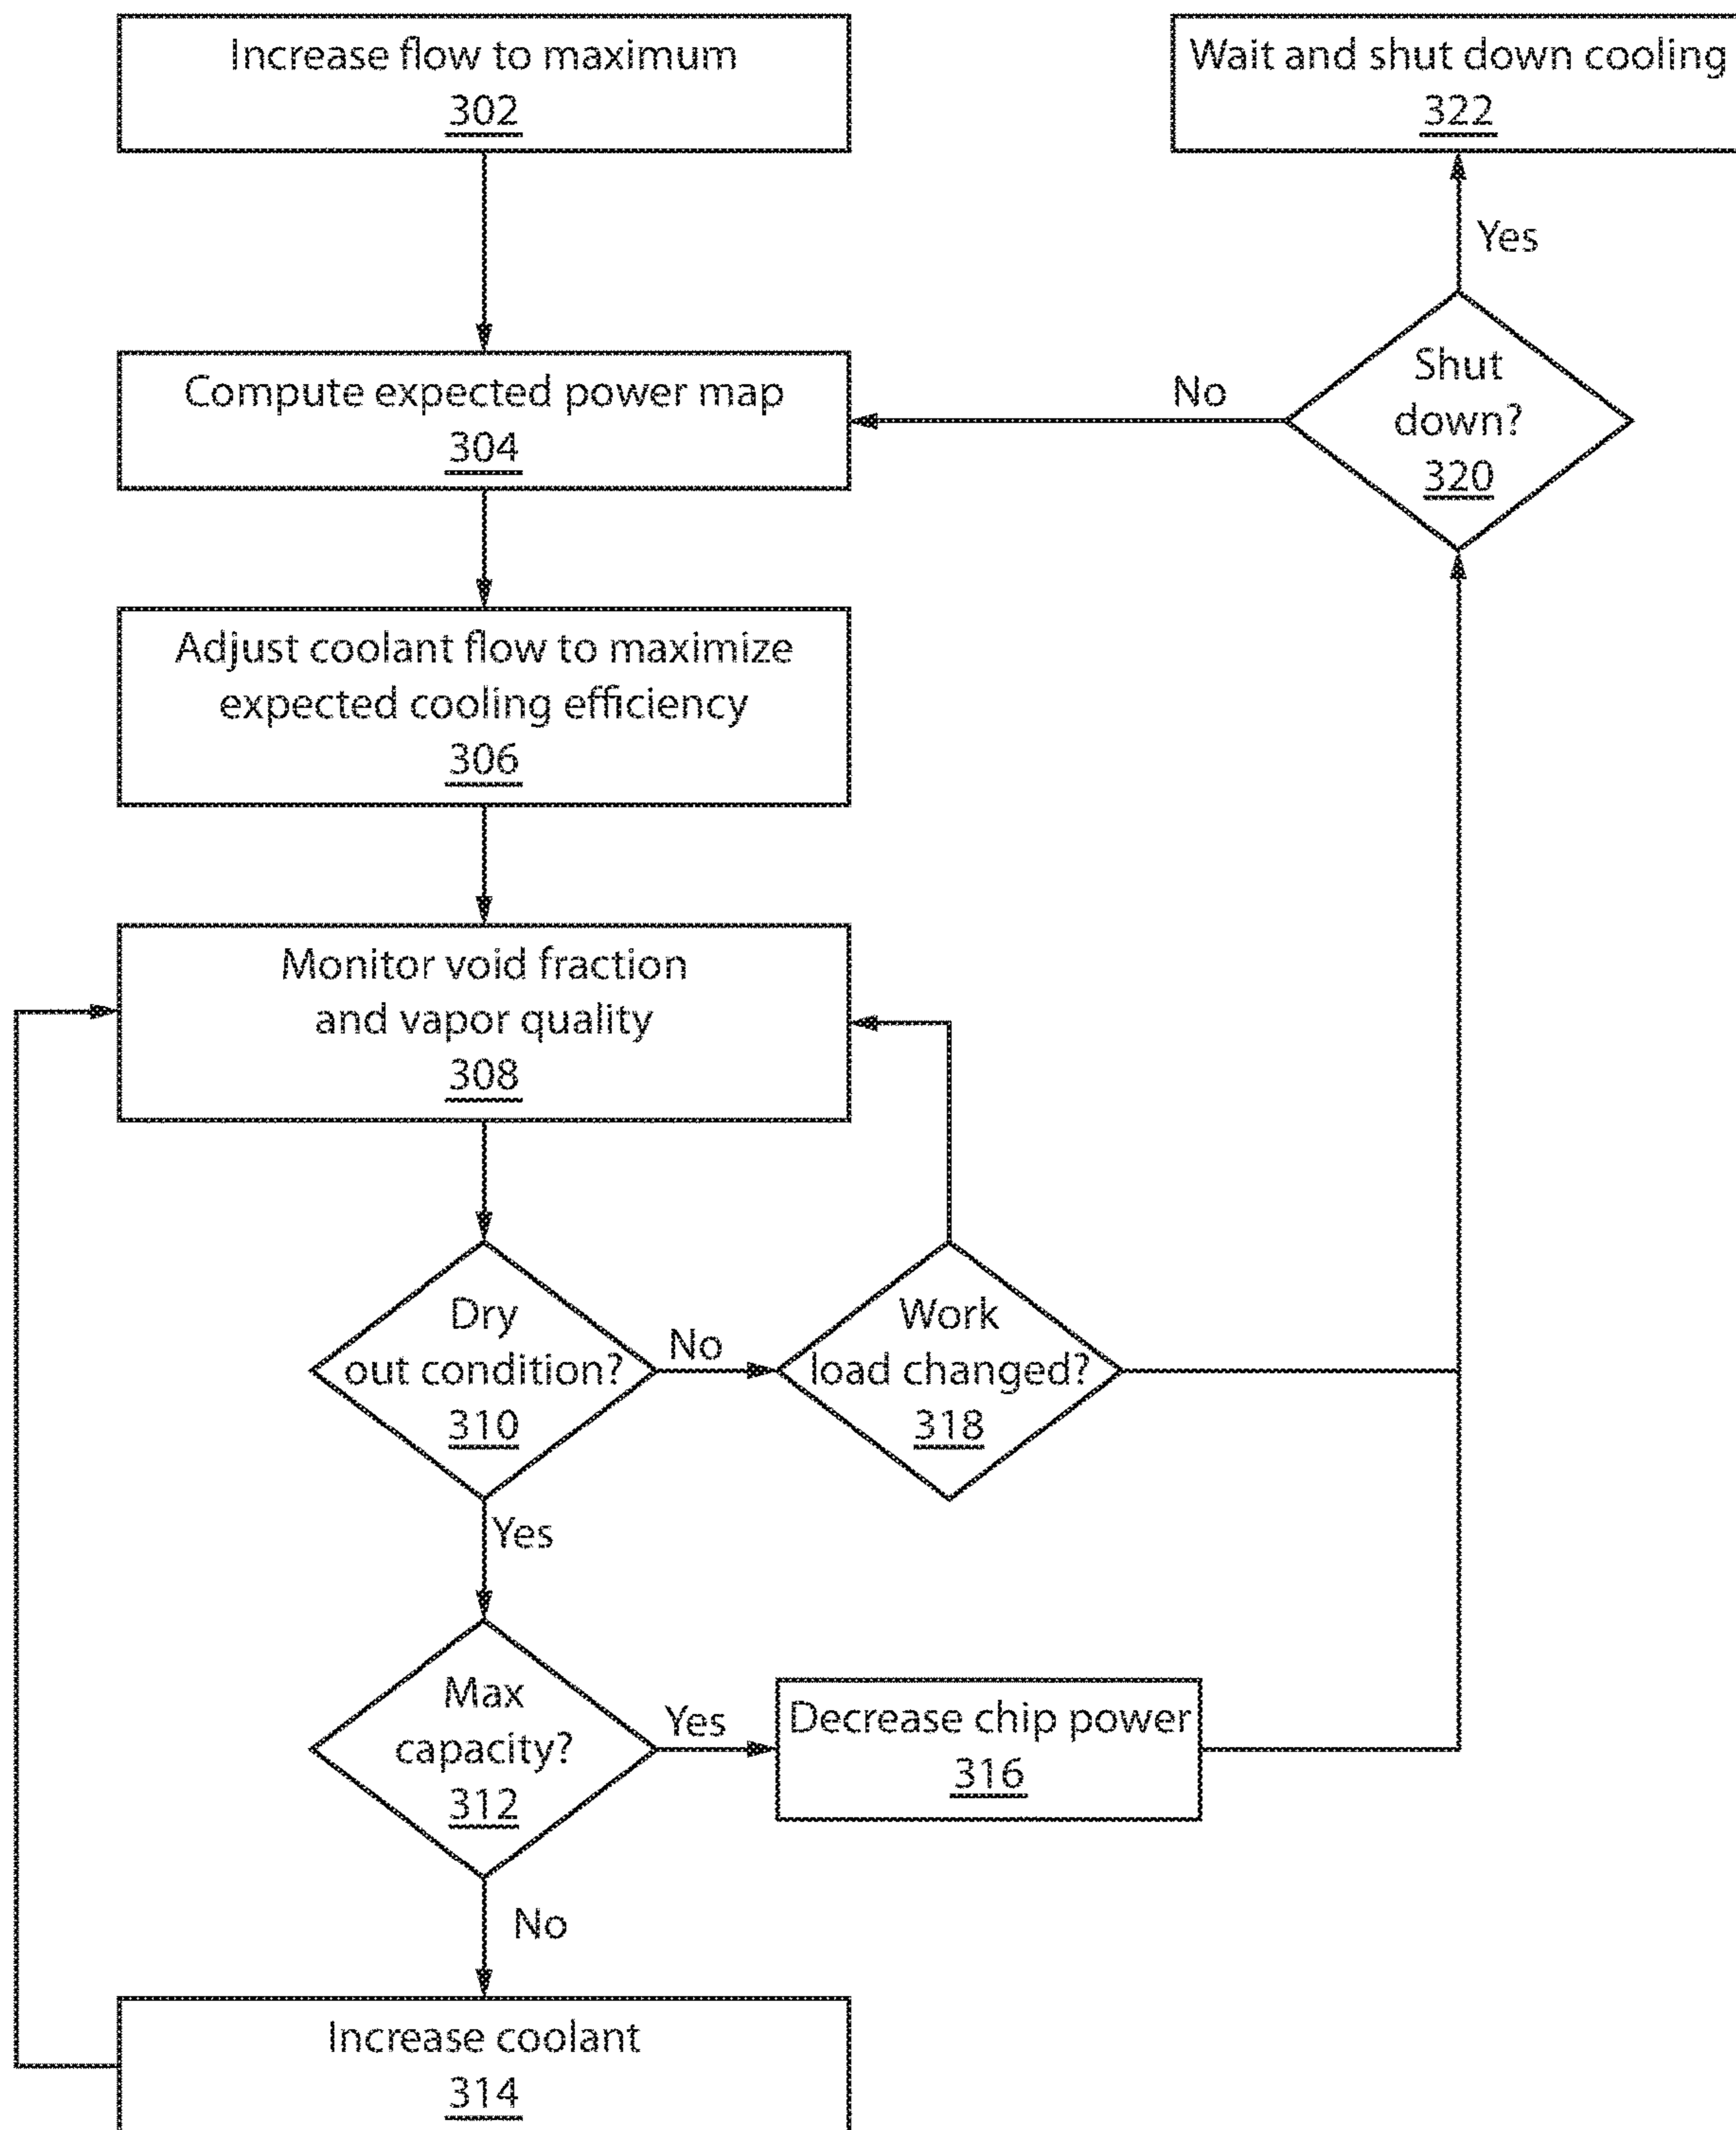 Increase flow to maximum
302
Wait and shut down cooling
322
Yes
Shut
down?
320
No
Compute expected power map
304
Adjust coolant flow to maximize
expected cooling efficiency
306
Monitor void fraction
and vapor quality
308
Dry
out condition?
310
No
Work
load changed?
318
Yes
Max
capacity?
312
Yes
Decrease chip power
316
No
Increase coolant
314